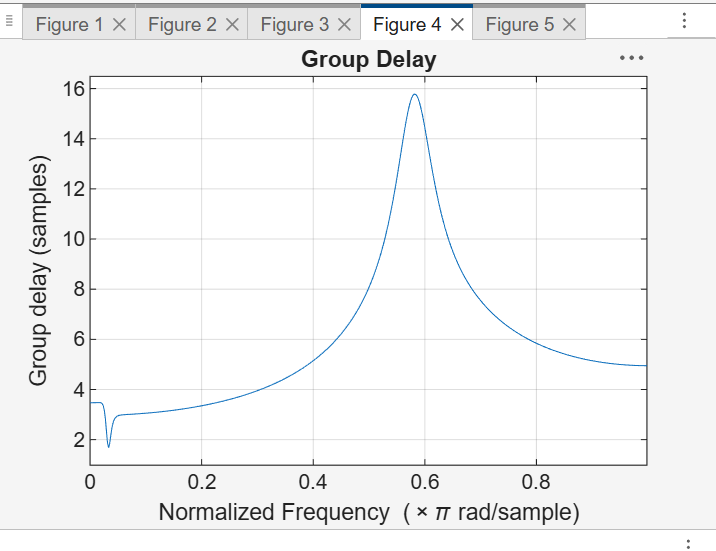 Figure 1 × Figure 2 × Figure 3 × Figure 4 × Figure 5 ×
Group Delay
16
14
12
10
8
6
4
2
Group delay (samples)
0 0.2 0.4 0.6 0.8
Normalized Frequency ( × π rad/sample)